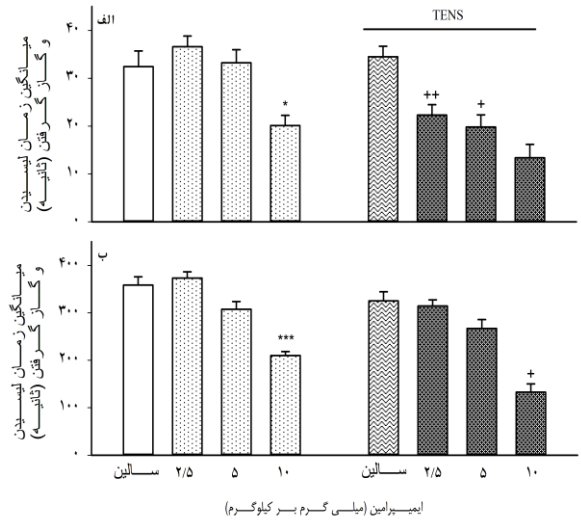 الف
TENS
میانگین زمان لیسیدن
و گاز گرفتن (ثانیه)
۴۰
۳۰
۲۰
۱۰
۰
*
++
+
ب
میانگین زمان لیسیدن
و گاز گرفتن (ثانیه)
۴۰۰
۳۰۰
۲۰۰
۱۰۰
۰
***
+
سالین ۲/۵ ۵ ۱۰ سالین ۲/۵ ۵ ۱۰
ایمیپرامین (میلی گرم بر کیلوگرم)